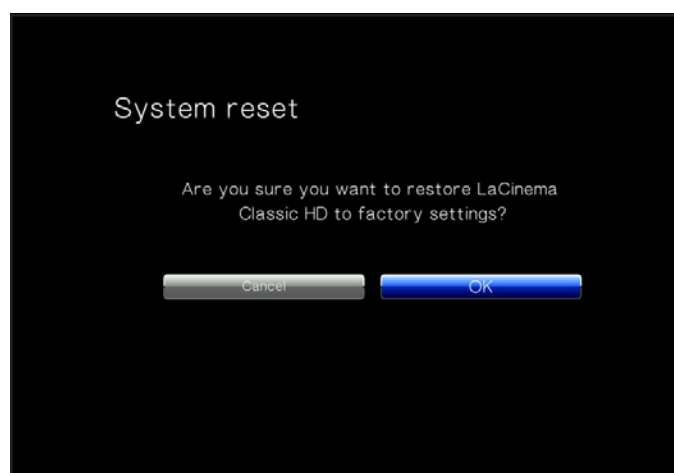 System reset
Are you sure you want to restore LaCinema
Classic HD to factory settings?
Cancel
OK